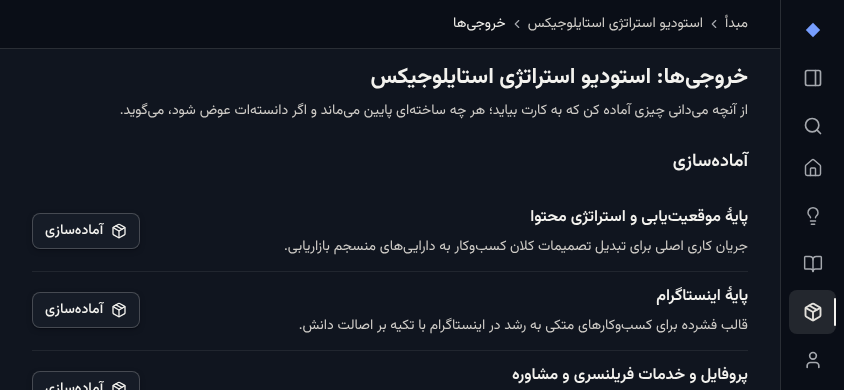 مبدأ › استودیو استراتژی استایلوجیکس › خروجی‌ها
خروجی‌ها: استودیو استراتژی استایلوجیکس
از آنچه می‌دانی چیزی آماده کن که به کارت بیاید؛ هر چه ساخته‌ای پایین می‌ماند و اگر دانسته‌ات عوض شود، می‌گوید.
آماده‌سازی
پایهٔ موقعیت‌یابی و استراتژی محتوا
جریان کاری اصلی برای تبدیل تصمیمات کلان کسب‌وکار به دارایی‌های منسجم بازاریابی.
آماده‌سازی
پایهٔ اینستاگرام
قالب فشرده برای کسب‌وکارهای متکی به رشد در اینستاگرام با تکیه بر اصالت دانش.
آماده‌سازی
پروفایل و خدمات فریلنسری و مشاوره
آماده‌سازی